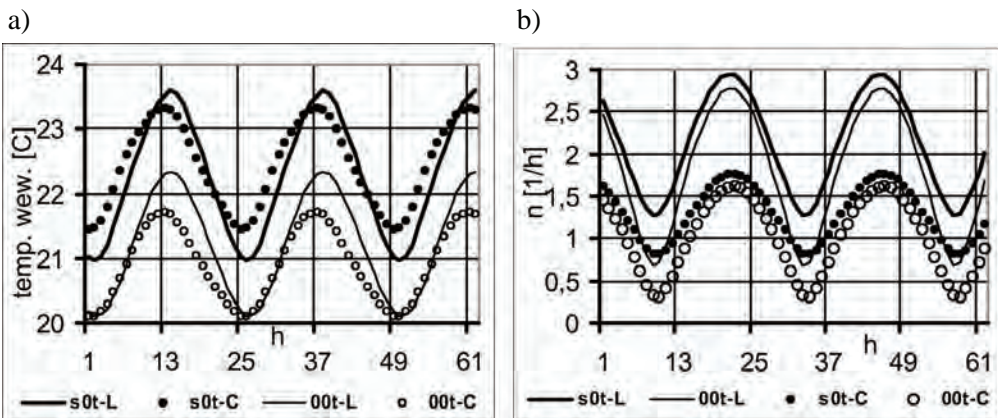 a)
24
23
22
21
20
temp. wew. [C]
1 13 25 37 49 61
h
s0t-L s0t-C 00t-L 00t-C
b)
3
2,5
2
1,5
1
0,5
0
n [1/h]
1 13 25 37 49 61
h
s0t-L 00t-L s0t-C 00t-C